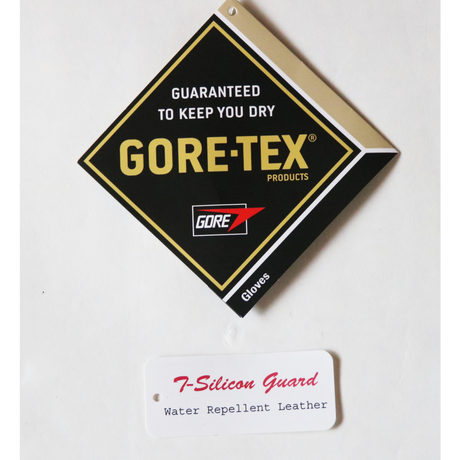 GUARANTEED
TO KEEP YOU DRY
GORE-TEX®
PRODUCTS
GORE
Gloves
T-Silicon Guard
Water Repellent Leather